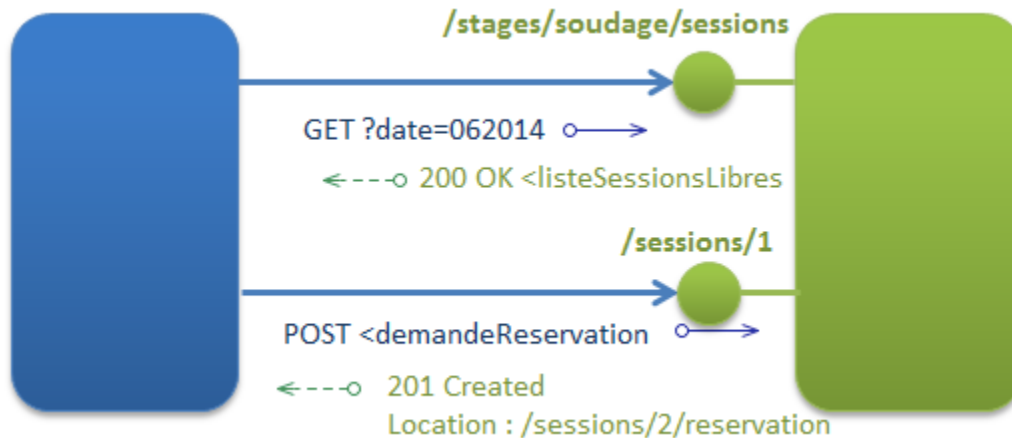 /stages/soudage/sessions
GET ?date=062014
200 OK <listeSessionsLibres
/sessions/1
POST <demandeReservation
201 Created
Location : /sessions/2/reservation